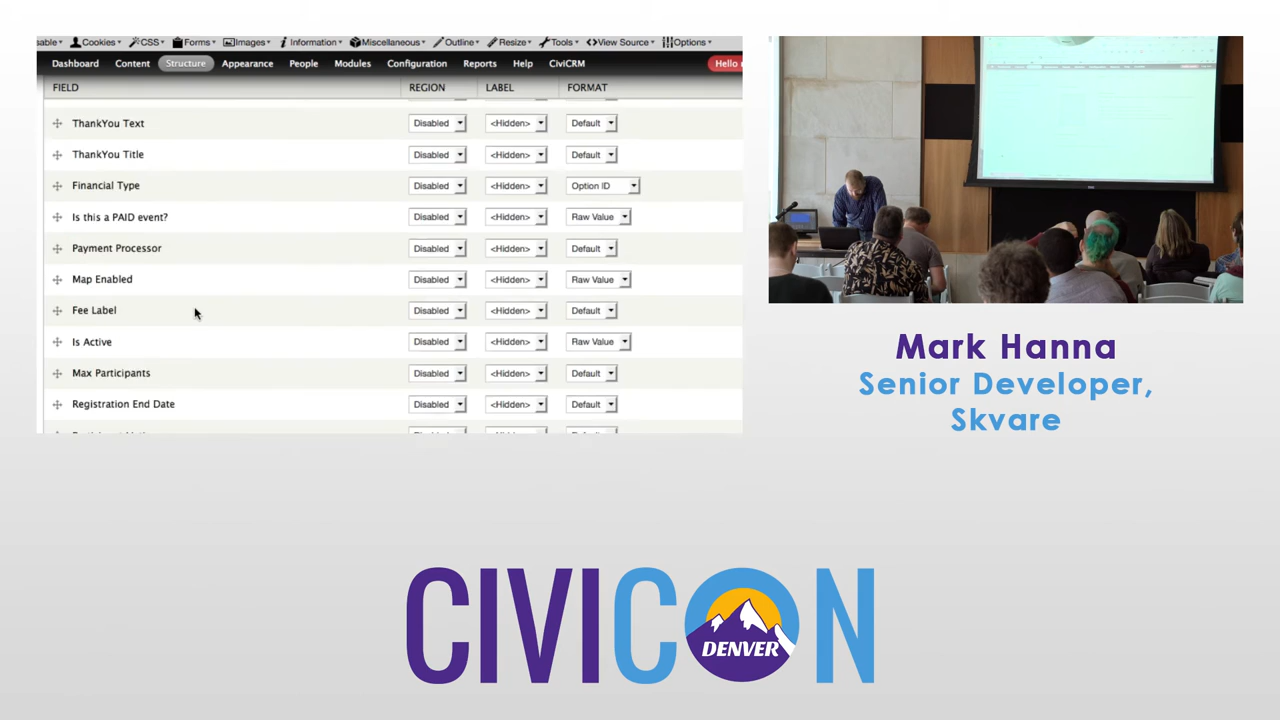 sable▾ Cookies▾ CSS▾ Forms▾ Images▾ Information▾ Miscellaneous▾ Outline▾ Resize▾ Tools▾ View Source▾ Options▾
Dashboard Content Structure Appearance People Modules Configuration Reports Help CiviCRM Hello
FIELD REGION LABEL FORMAT
ThankYou Text Disabled <Hidden> Default
ThankYou Title Disabled <Hidden> Default
Financial Type Disabled <Hidden> Option ID
Is this a PAID event? Disabled <Hidden> Raw Value
Payment Processor Disabled <Hidden> Default
Map Enabled Disabled <Hidden> Raw Value
Fee Label Disabled <Hidden> Default
Is Active Disabled <Hidden> Raw Value
Max Participants Disabled <Hidden> Default
Registration End Date Disabled <Hidden> Default
Mark Hanna
Senior Developer,
Skvare
CIVICON
DENVER